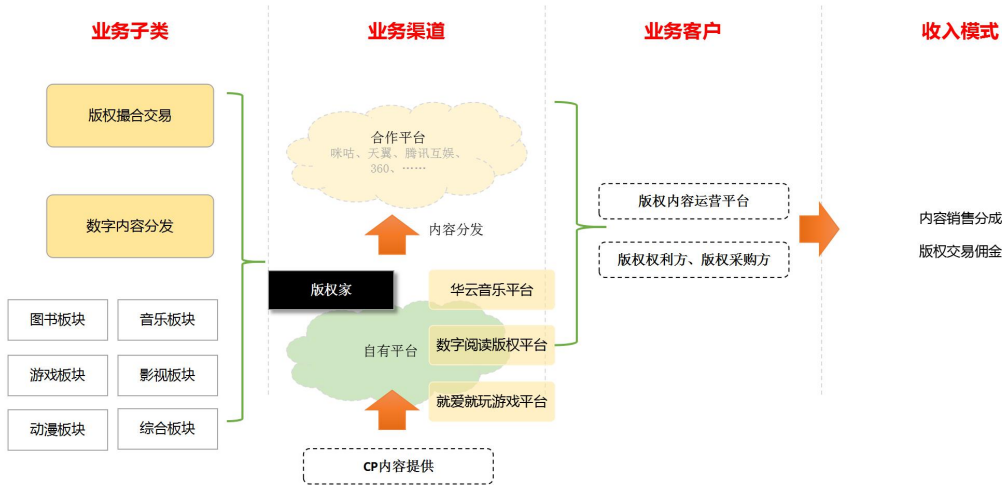 业务子类
业务渠道
业务客户
收入模式
版权撮合交易
数字内容分发
图书板块
音乐板块
游戏板块
影视板块
动漫板块
综合板块
合作平台
咪咕、天翼、腾讯互娱、
360、……
内容分发
版权家
自有平台
华云音乐平台
数字阅读版权平台
就爱就玩游戏平台
CP内容提供
版权内容运营平台
版权权利方、版权采购方
内容销售分成
版权交易佣金